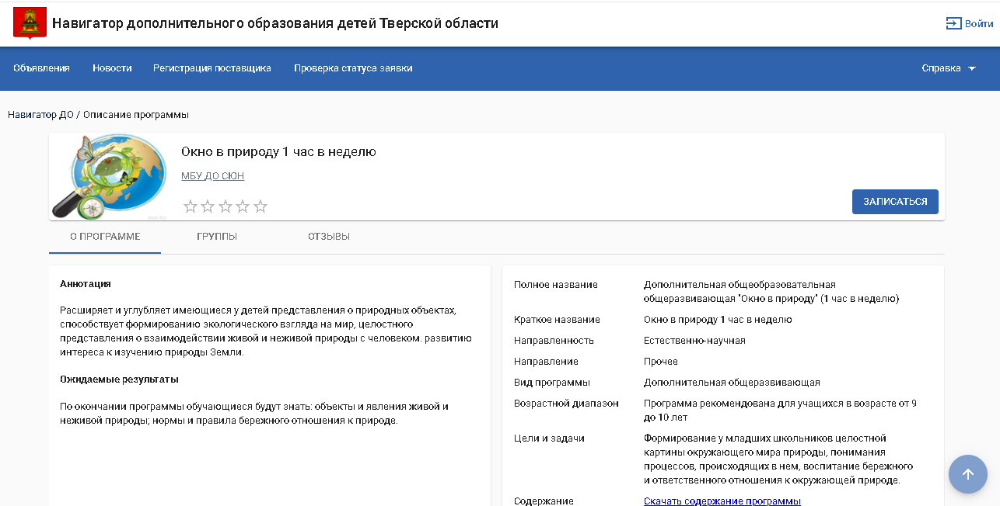 Навигатор дополнительного образования детей Тверской области
Войти
Объявления Новости Регистрация поставщика Проверка статуса заявки Справка
Навигатор ДО / Описание программы
Окно в природу 1 час в неделю
МБУ ДО СЮН
ЗАПИСАТЬСЯ
О ПРОГРАММЕ ГРУППЫ ОТЗЫВЫ
Аннотация
Расширяет и углубляет имеющиеся у детей представления о природных объектах,
способствует формированию экологического взгляда на мир, целостного
представления о взаимодействии живой и неживой природы с человеком. развитию
интереса к изучению природы Земли.
Ожидаемые результаты
По окончании программы обучающиеся будут знать: объекты и явления живой и
неживой природы; нормы и правила бережного отношения к природе.
Полное название Дополнительная общеобразовательная
общеразвивающая "Окно в природу" (1 час в неделю)
Краткое название Окно в природу 1 час в неделю
Направленность Естественно-научная
Направление Прочее
Вид программы Дополнительная общеразвивающая
Возрастной диапазон Программа рекомендована для учащихся в возрасте от 9
до 10 лет
Цели и задачи Формирование у младших школьников целостной
картины окружающего мира природы, понимания
процессов, происходящих в нем, воспитание бережного
и ответственного отношения к окружающей природе.
Содержание Скачать содержание программы